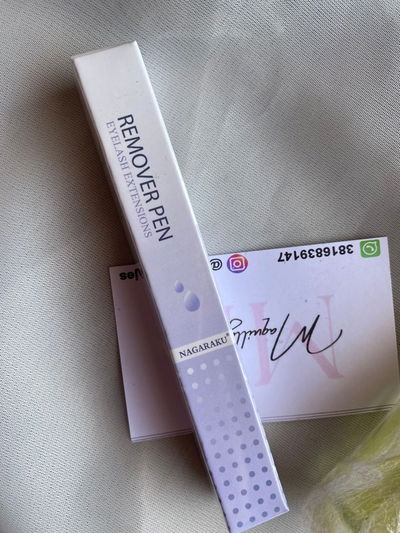 REMOVER PEN
EYELASH EXTENSIONS
NAGARAKU
3816839147
@
M